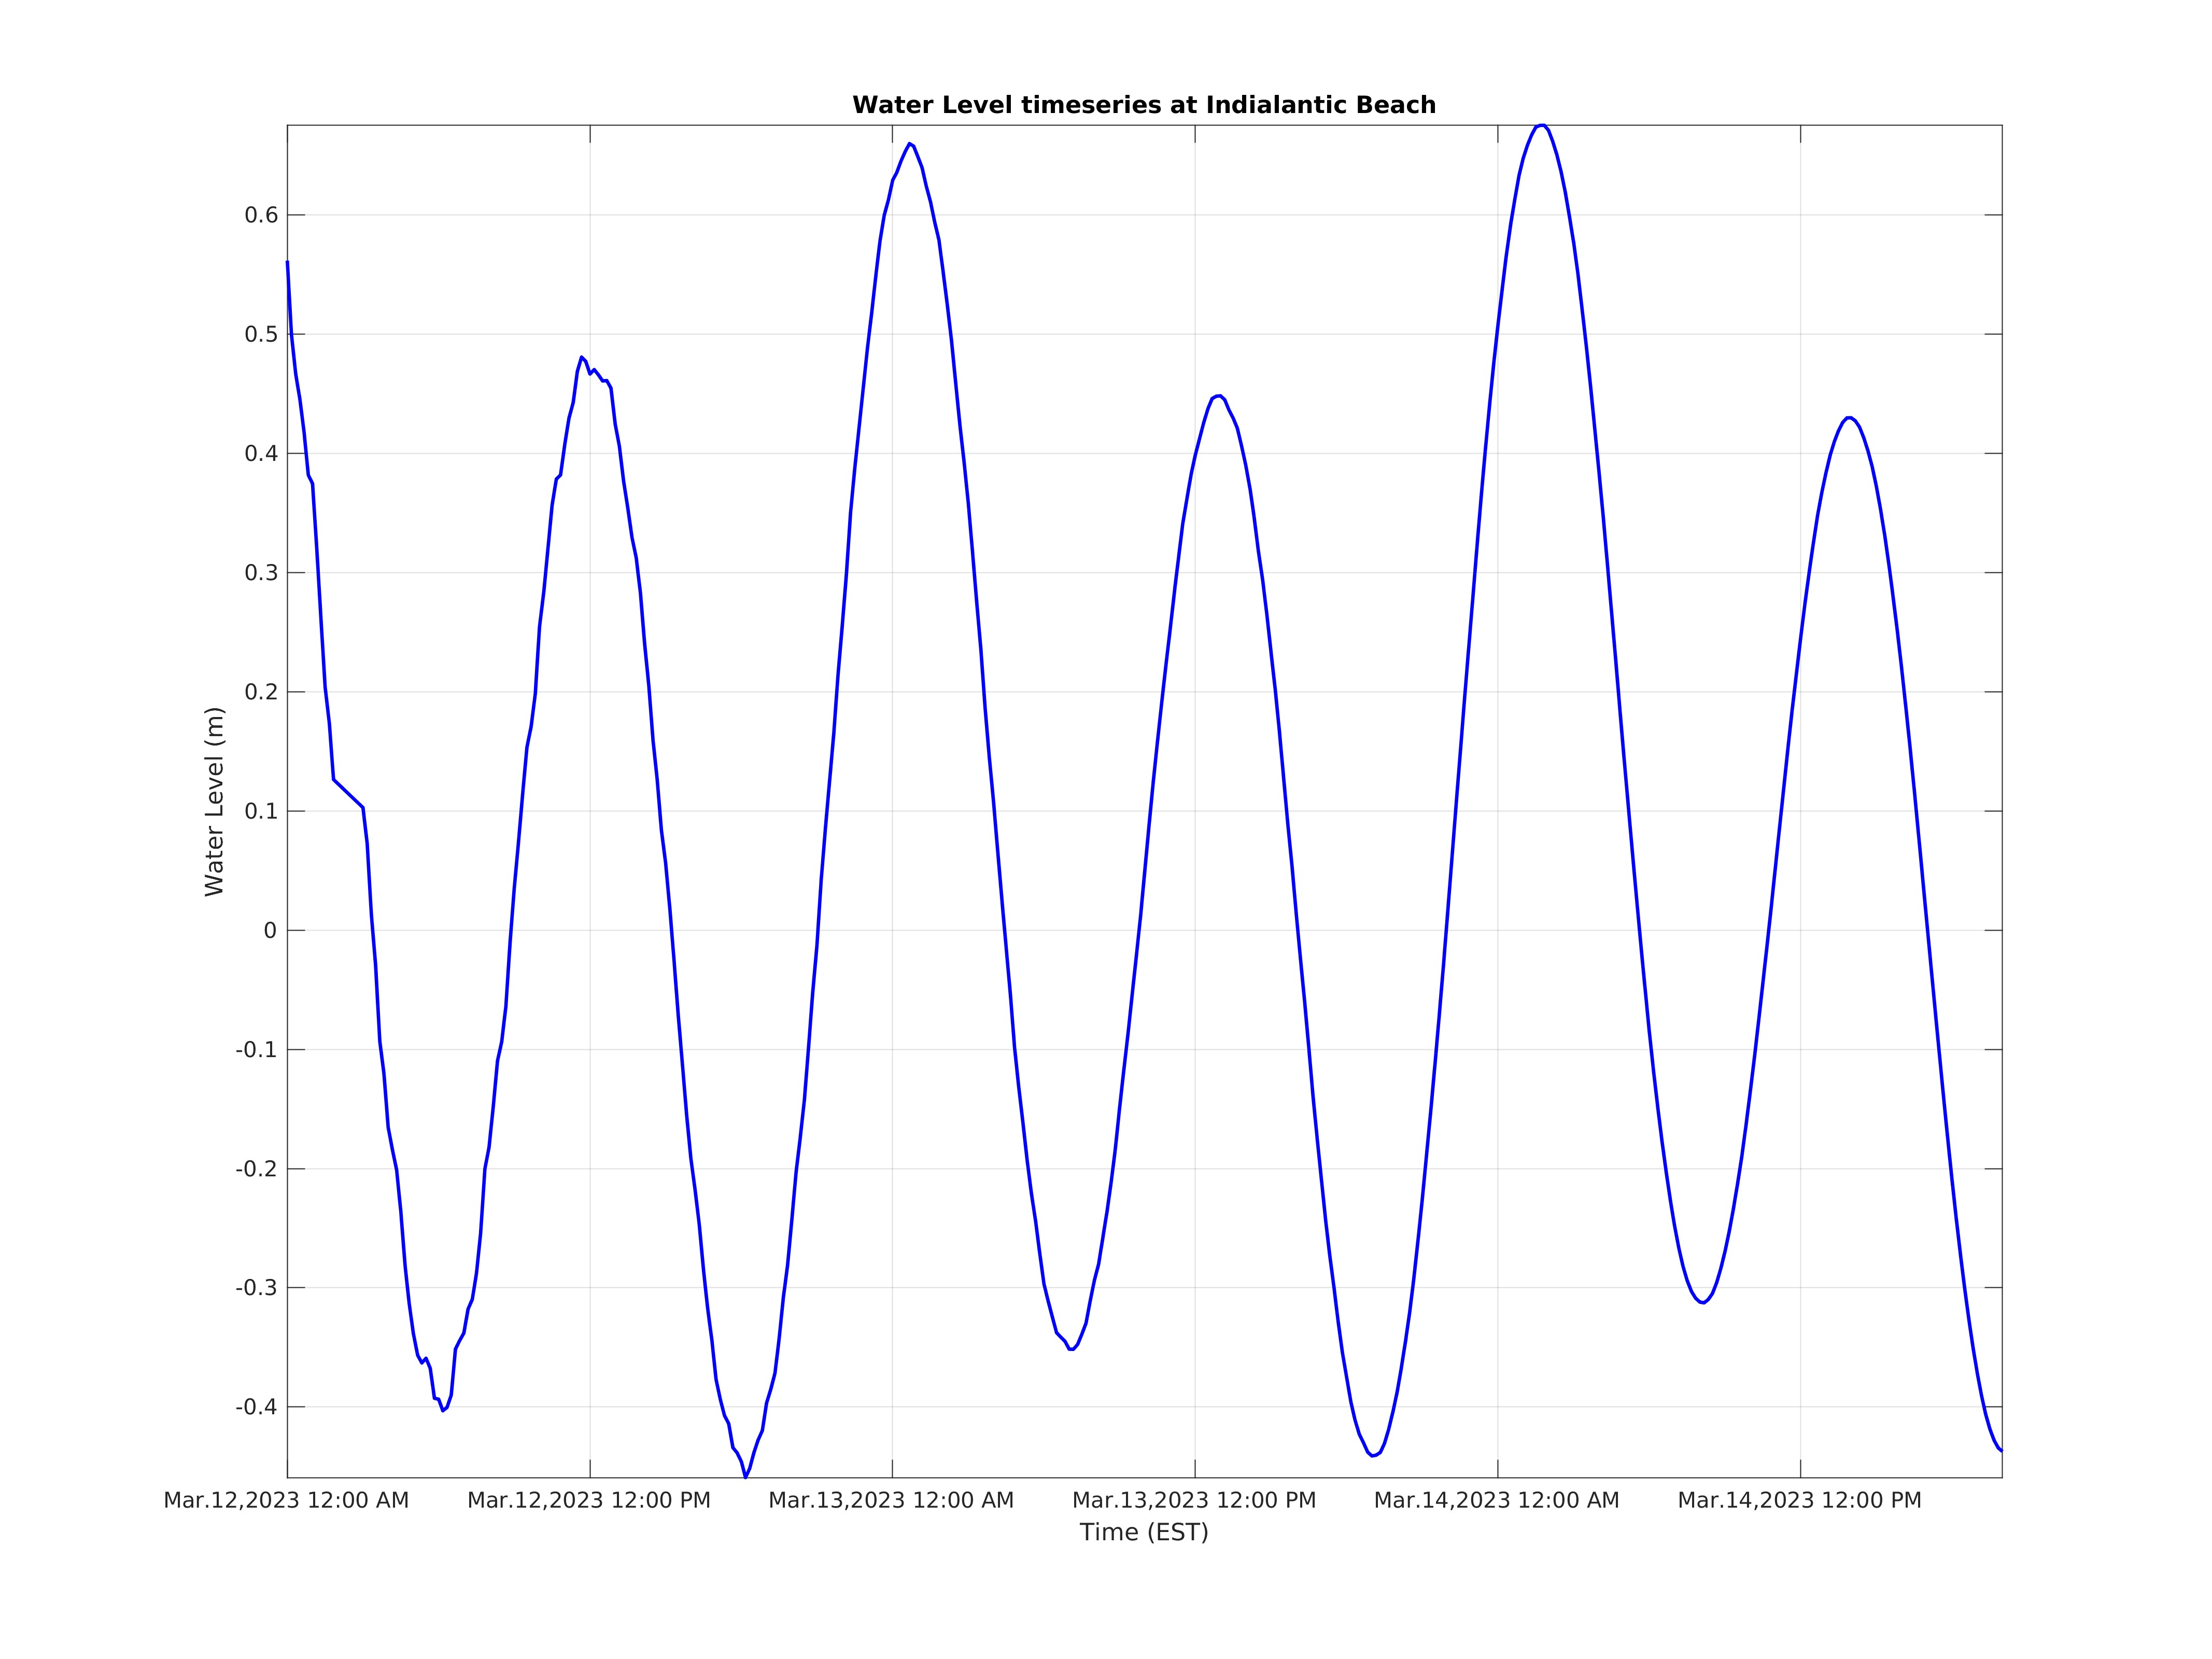 Water Level timeseries at Indialantic Beach
0.6
0.5
0.4
0.3
0.2
0.1
0
-0.1
-0.2
-0.3
-0.4
Water Level (m)
Mar.12,2023 12:00 AM
Mar.12,2023 12:00 PM
Mar.13,2023 12:00 AM
Mar.13,2023 12:00 PM
Mar.14,2023 12:00 AM
Mar.14,2023 12:00 PM
Time (EST)